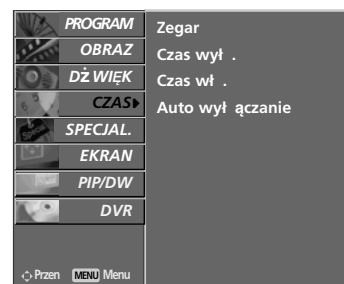 PROGRAM
OBRAZ
DŻWIĘK
CZAS
SPECJAL.
EKRAN
PIP/DW
DVR
Przen MENU Menu
Zegar
Czas wył .
Czas wł .
Auto wył ączanie